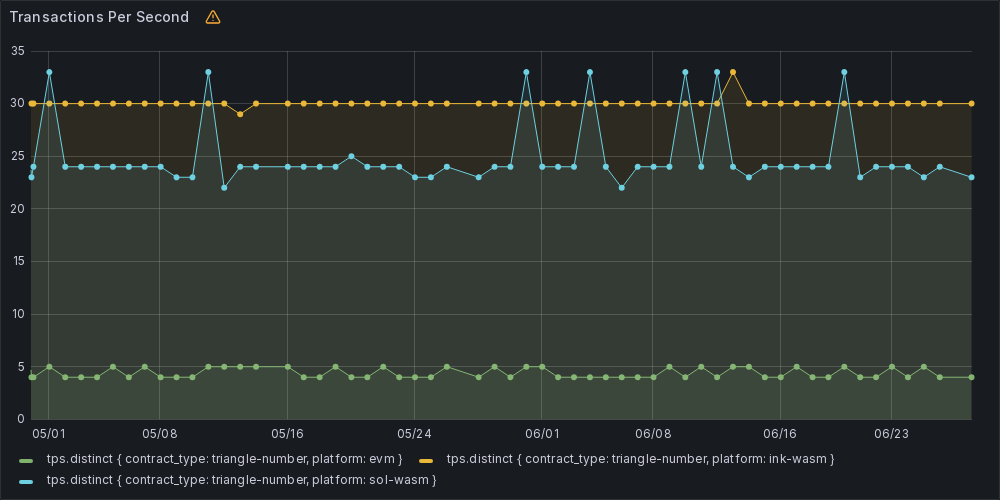 Transactions Per Second
35
30
25
20
15
10
5
0
05/01 05/08 05/16 05/24 06/01 06/08 06/16 06/23
tps.distinct { contract_type: triangle-number, platform: evm } tps.distinct { contract_type: triangle-number, platform: ink-wasm }
tps.distinct { contract_type: triangle-number, platform: sol-wasm }